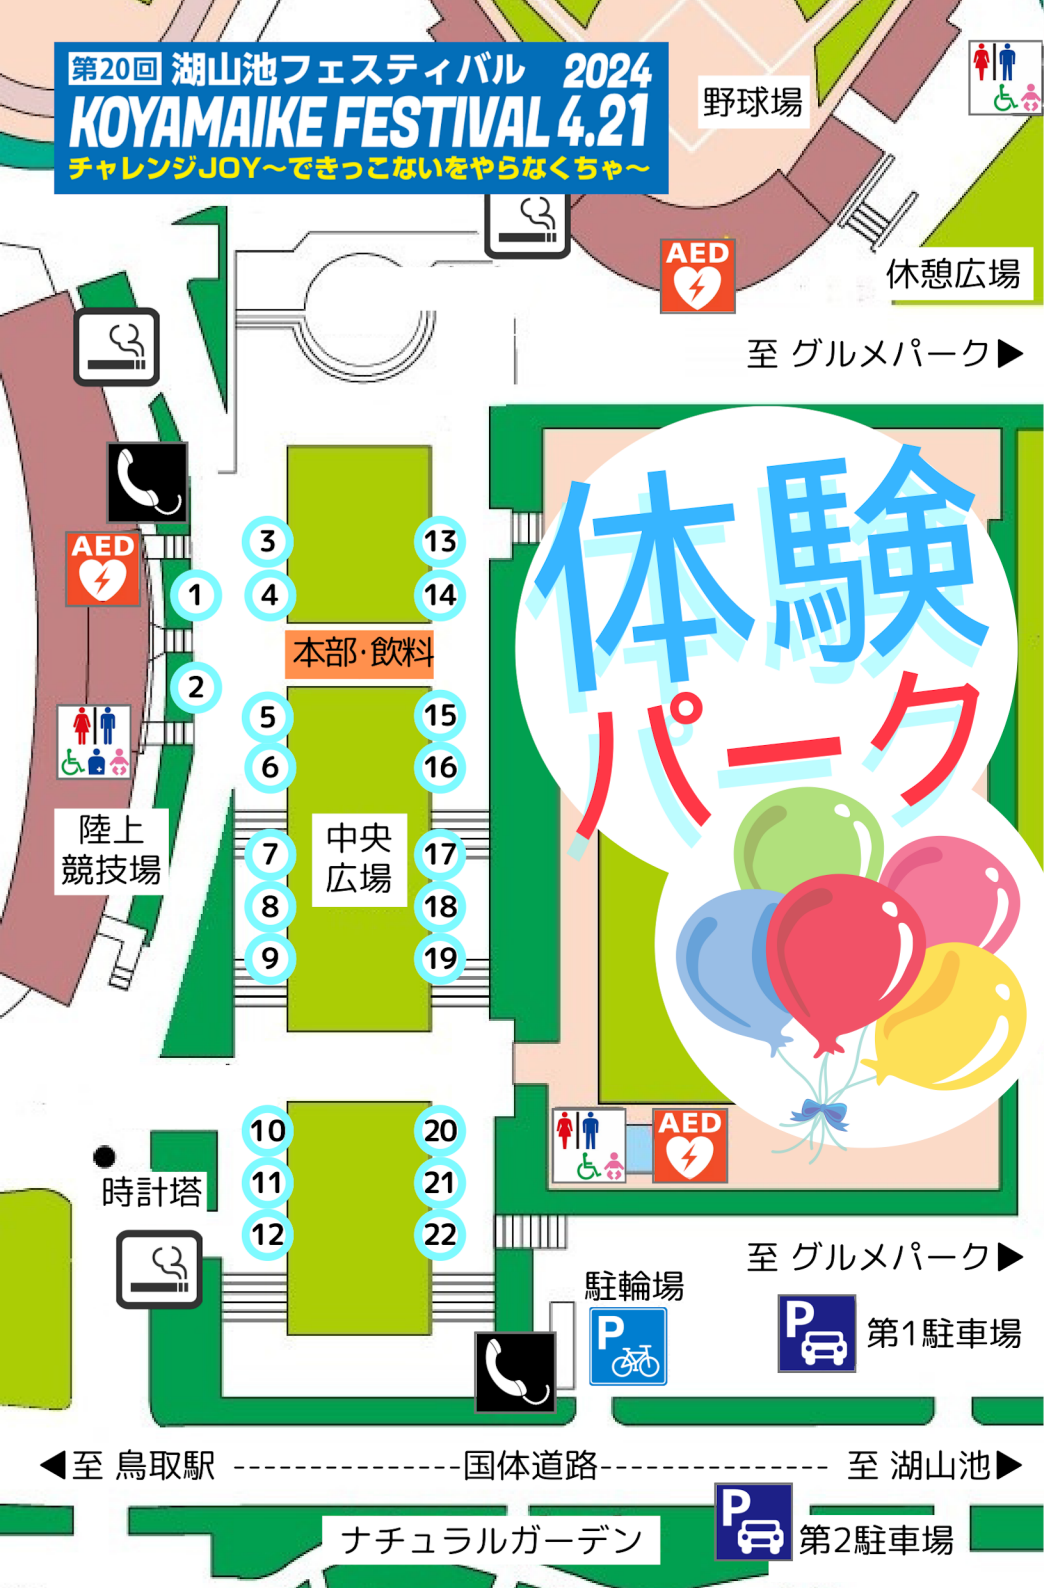 第20回 湖山池フェスティバル 2024
KOYAMAIKE FESTIVAL 4.21
チャレンジJOY～できっこないをやらなくちゃ～
野球場
AED
休憩広場
至 グルメパーク▶
体験
パーク
3
13
AED
1
4
14
本部・飲料
2
5
15
6
16
陸上
競技場
中央
広場
7
17
8
18
9
19
10
20
AED
11
21
時計塔
12
22
至 グルメパーク▶
駐輪場
P
P
第1駐車場
◀至 鳥取駅 ---------------国体道路--------------- 至 湖山池▶
ナチュラルガーデン
P
第2駐車場